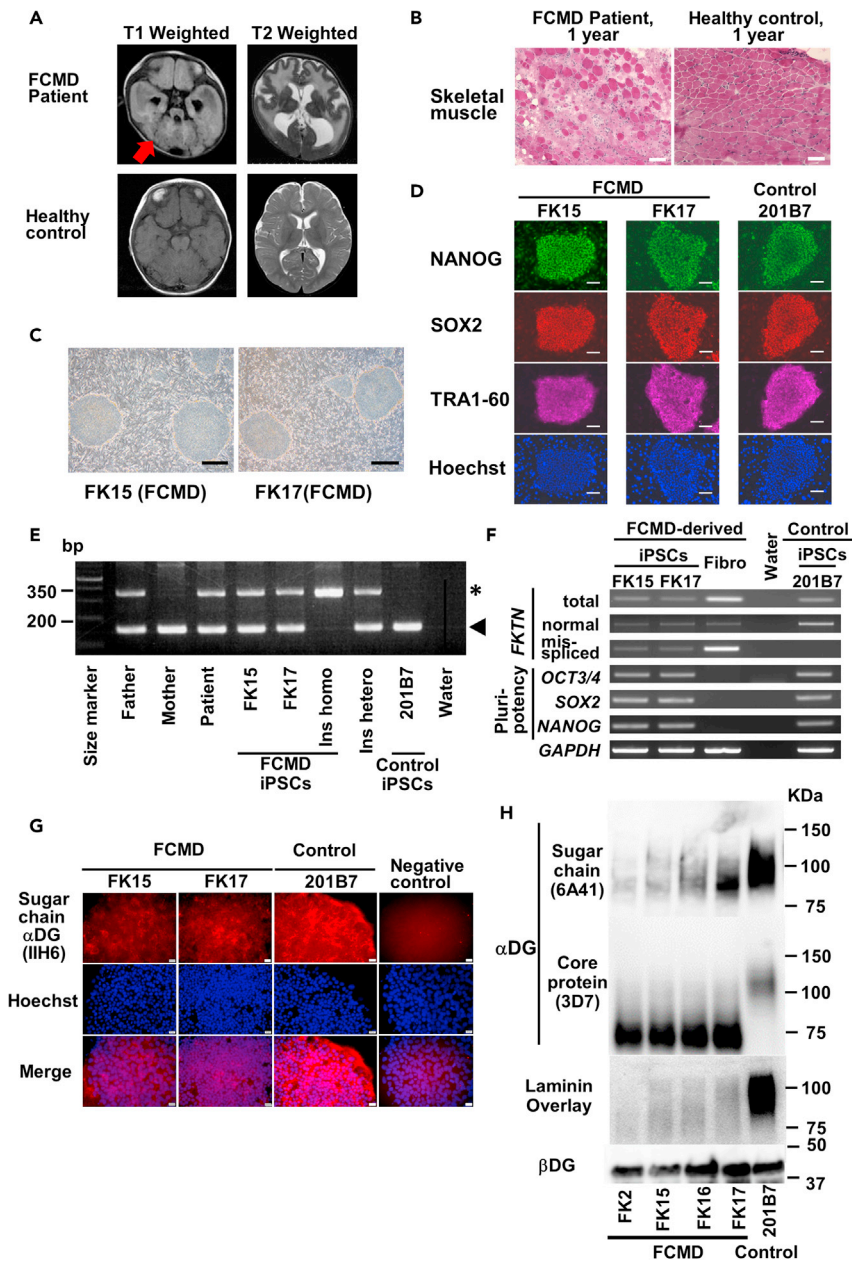 A
T1 Weighted
T2 Weighted
FCMD
Patient
Healthy
control
B
FCMD Patient,
1 year
Healthy control,
1 year
Skeletal
muscle
C
FK15 (FCMD)
FK17(FCMD)
D
FCMD
Control
FK15
FK17
201B7
NANOG
SOX2
TRA1-60
Hoechst
E
bp
350
200
*
Size marker
Father
Mother
Patient
FK15
FK17
Ins homo
Ins hetero
201B7
Water
FCMD
iPSCs
Control
iPSCs
F
FCMD-derived
Water
Control
iPSCs
Fibro
iPSCs
FK15
FK17
201B7
FKTN
total
normal
mis-
spliced
Pluri-
potency
OCT3/4
SOX2
NANOG
GAPDH
G
FCMD
Control
Negative
control
FK15
FK17
201B7
Sugar
chain
αDG
(IIH6)
Hoechst
Merge
H
KDa
αDG
Sugar
chain
(6A41)
150
100
75
Core
protein
(3D7)
150
100
75
Laminin
Overlay
100
75
βDG
50
37
FK2
FK15
FK16
FK17
201B7
FCMD
Control